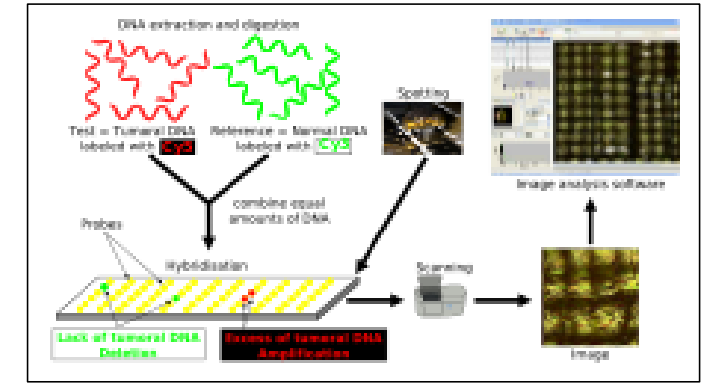 DNA extraction and digestion
Test = Tumoral DNA
labeled with Cy5
Reference = Normal DNA
labeled with Cy3
Spotting
Image analysis software
combine equal
amounts of DNA
Probes
Hybridisation
Scanning
Lack of tumoral DNA
Deletion
Excess of tumoral DNA
Amplification
Image